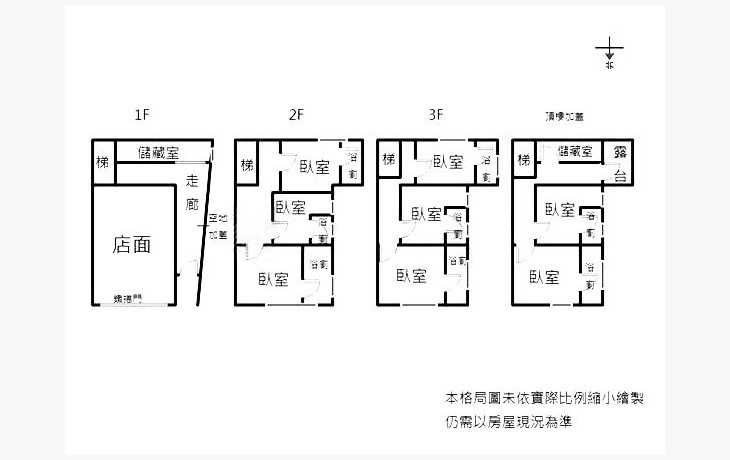 北
1F
2F
3F
頂樓加蓋
梯
儲藏室
走廊
店面
空地
加蓋
鐵捲門
梯
臥室
浴廁
臥室
浴廁
臥室
浴廁
梯
臥室
浴廁
臥室
浴廁
臥室
浴廁
梯
儲藏室
露台
臥室
浴廁
臥室
浴廁
本格局圖未依實際比例縮小繪製
仍需以房屋現況為準